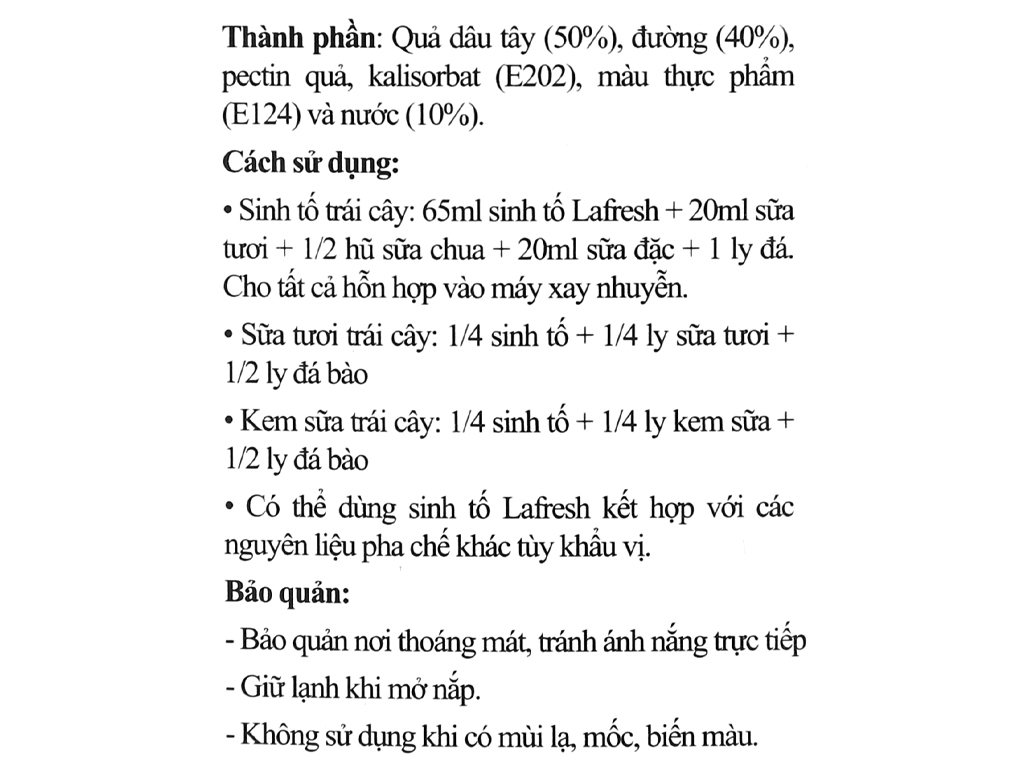 Thành phần: Quả dâu tây (50%), đường (40%),
pectin quả, kalisorbat (E202), màu thực phẩm
(E124) và nước (10%).
Cách sử dụng:
• Sinh tố trái cây: 65ml sinh tố Lafresh + 20ml sữa
tươi + 1/2 hũ sữa chua + 20ml sữa đặc + 1 ly đá.
Cho tất cả hỗn hợp vào máy xay nhuyễn.
• Sữa tươi trái cây: 1/4 sinh tố + 1/4 ly sữa tươi +
1/2 ly đá bào
• Kem sữa trái cây: 1/4 sinh tố + 1/4 ly kem sữa +
1/2 ly đá bào
• Có thể dùng sinh tố Lafresh kết hợp với các
nguyên liệu pha chế khác tùy khẩu vị.
Bảo quản:
- Bảo quản nơi thoáng mát, tránh ánh nắng trực tiếp
- Giữ lạnh khi mở nắp.
- Không sử dụng khi có mùi lạ, mốc, biến màu.